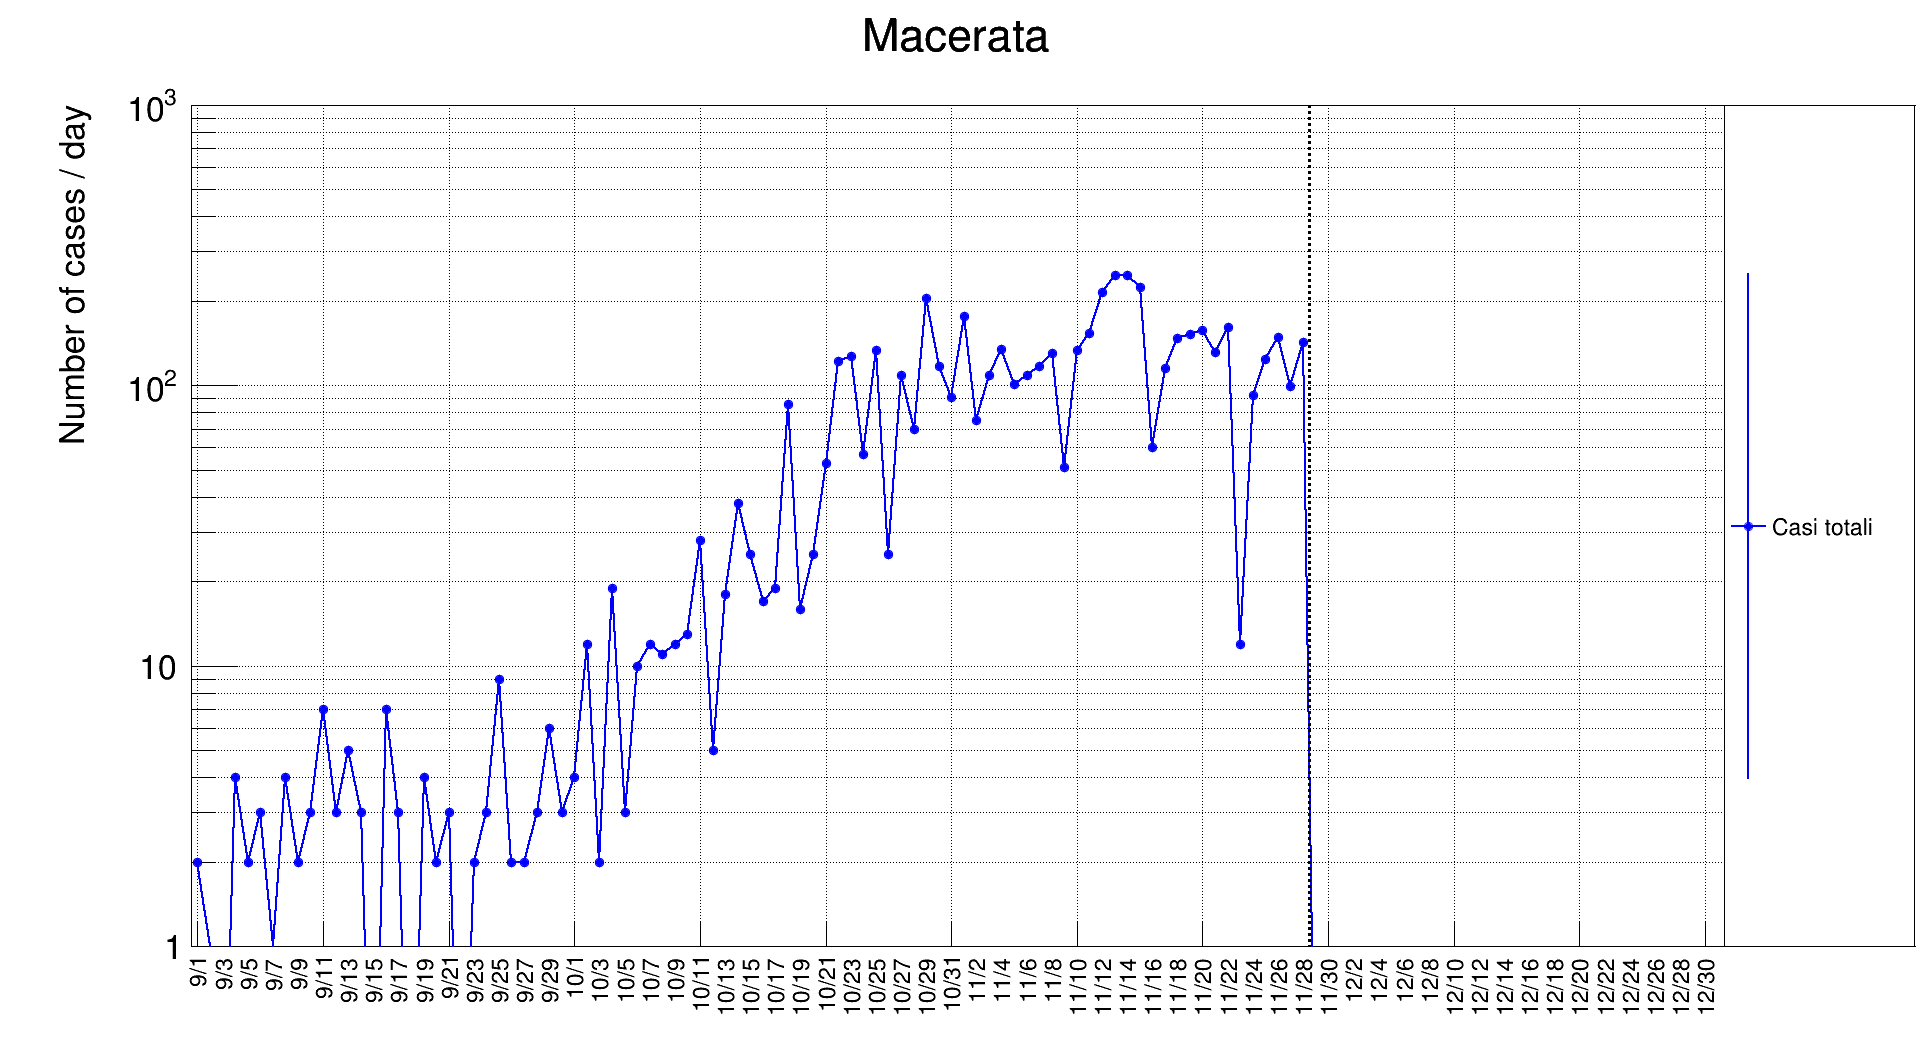 Macerata
Number of cases / day
10³
10²
10
1
9/1 9/3 9/5 9/7 9/9 9/11 9/13 9/15 9/17 9/19 9/21 9/23 9/25 9/27 9/29 10/1 10/3 10/5 10/7 10/9 10/11 10/13 10/15 10/17 10/19 10/21 10/23 10/25 10/27 10/29 10/31 11/2 11/4 11/6 11/8 11/10 11/12 11/14 11/16 11/18 11/20 11/22 11/24 11/26 11/28 11/30 12/2 12/4 12/6 12/8 12/10 12/12 12/14 12/16 12/18 12/20 12/22 12/24 12/26 12/28 12/30
Casi totali